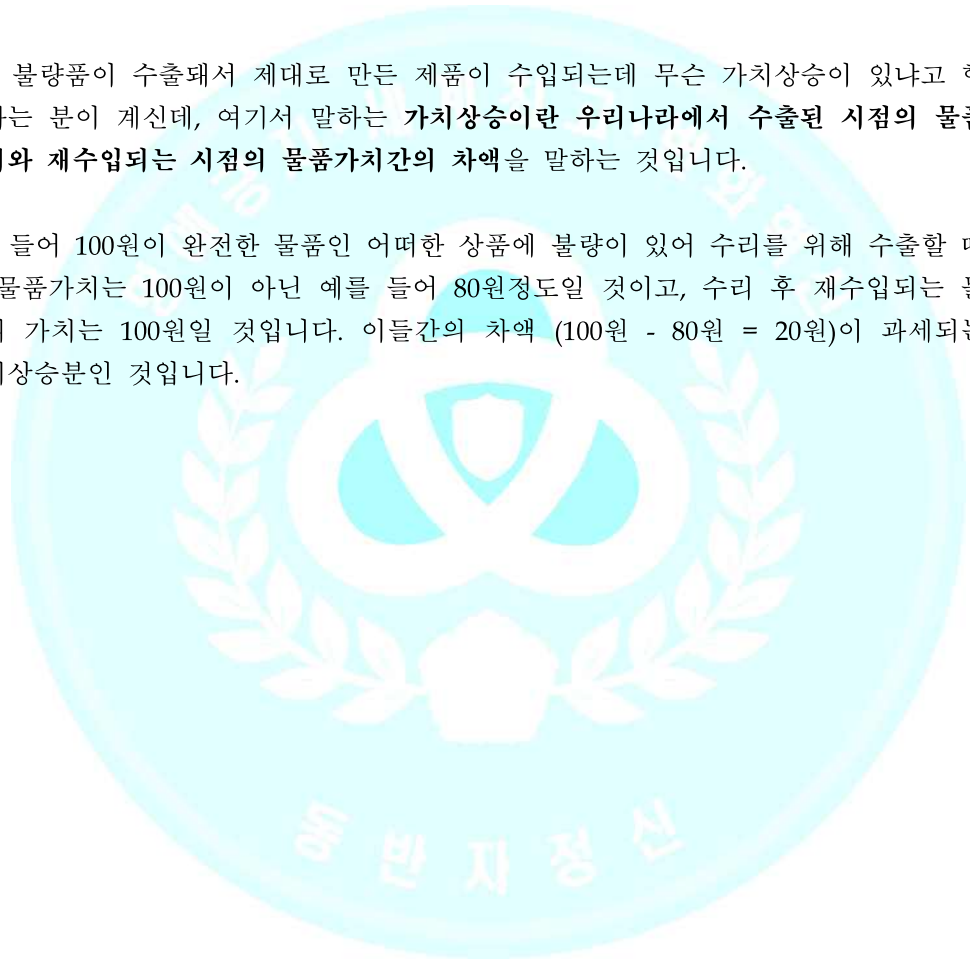 불량품이 수출돼서 제대로 만든 제품이 수입되는데 무슨 가치상승이 있냐고
는 분이 계신데, 여기서 말하는 가치상승이란 우리나라에서 수출된 시점의
와 재수입되는 시점의 물품가치간의 차액을 말하는 것입니다.
들어 100원이 완전한 물품인 어떠한 상품에 불량이 있어 수리를 위해 수출할
물품가치는 100원이 아닌 예를 들어 80원정도일 것이고, 수리 후 재수입되는
가치는 100원일 것입니다. 이들간의 차액 (100원 - 80원 = 20원)이 과세되는
상승분인 것입니다.
동반자정신